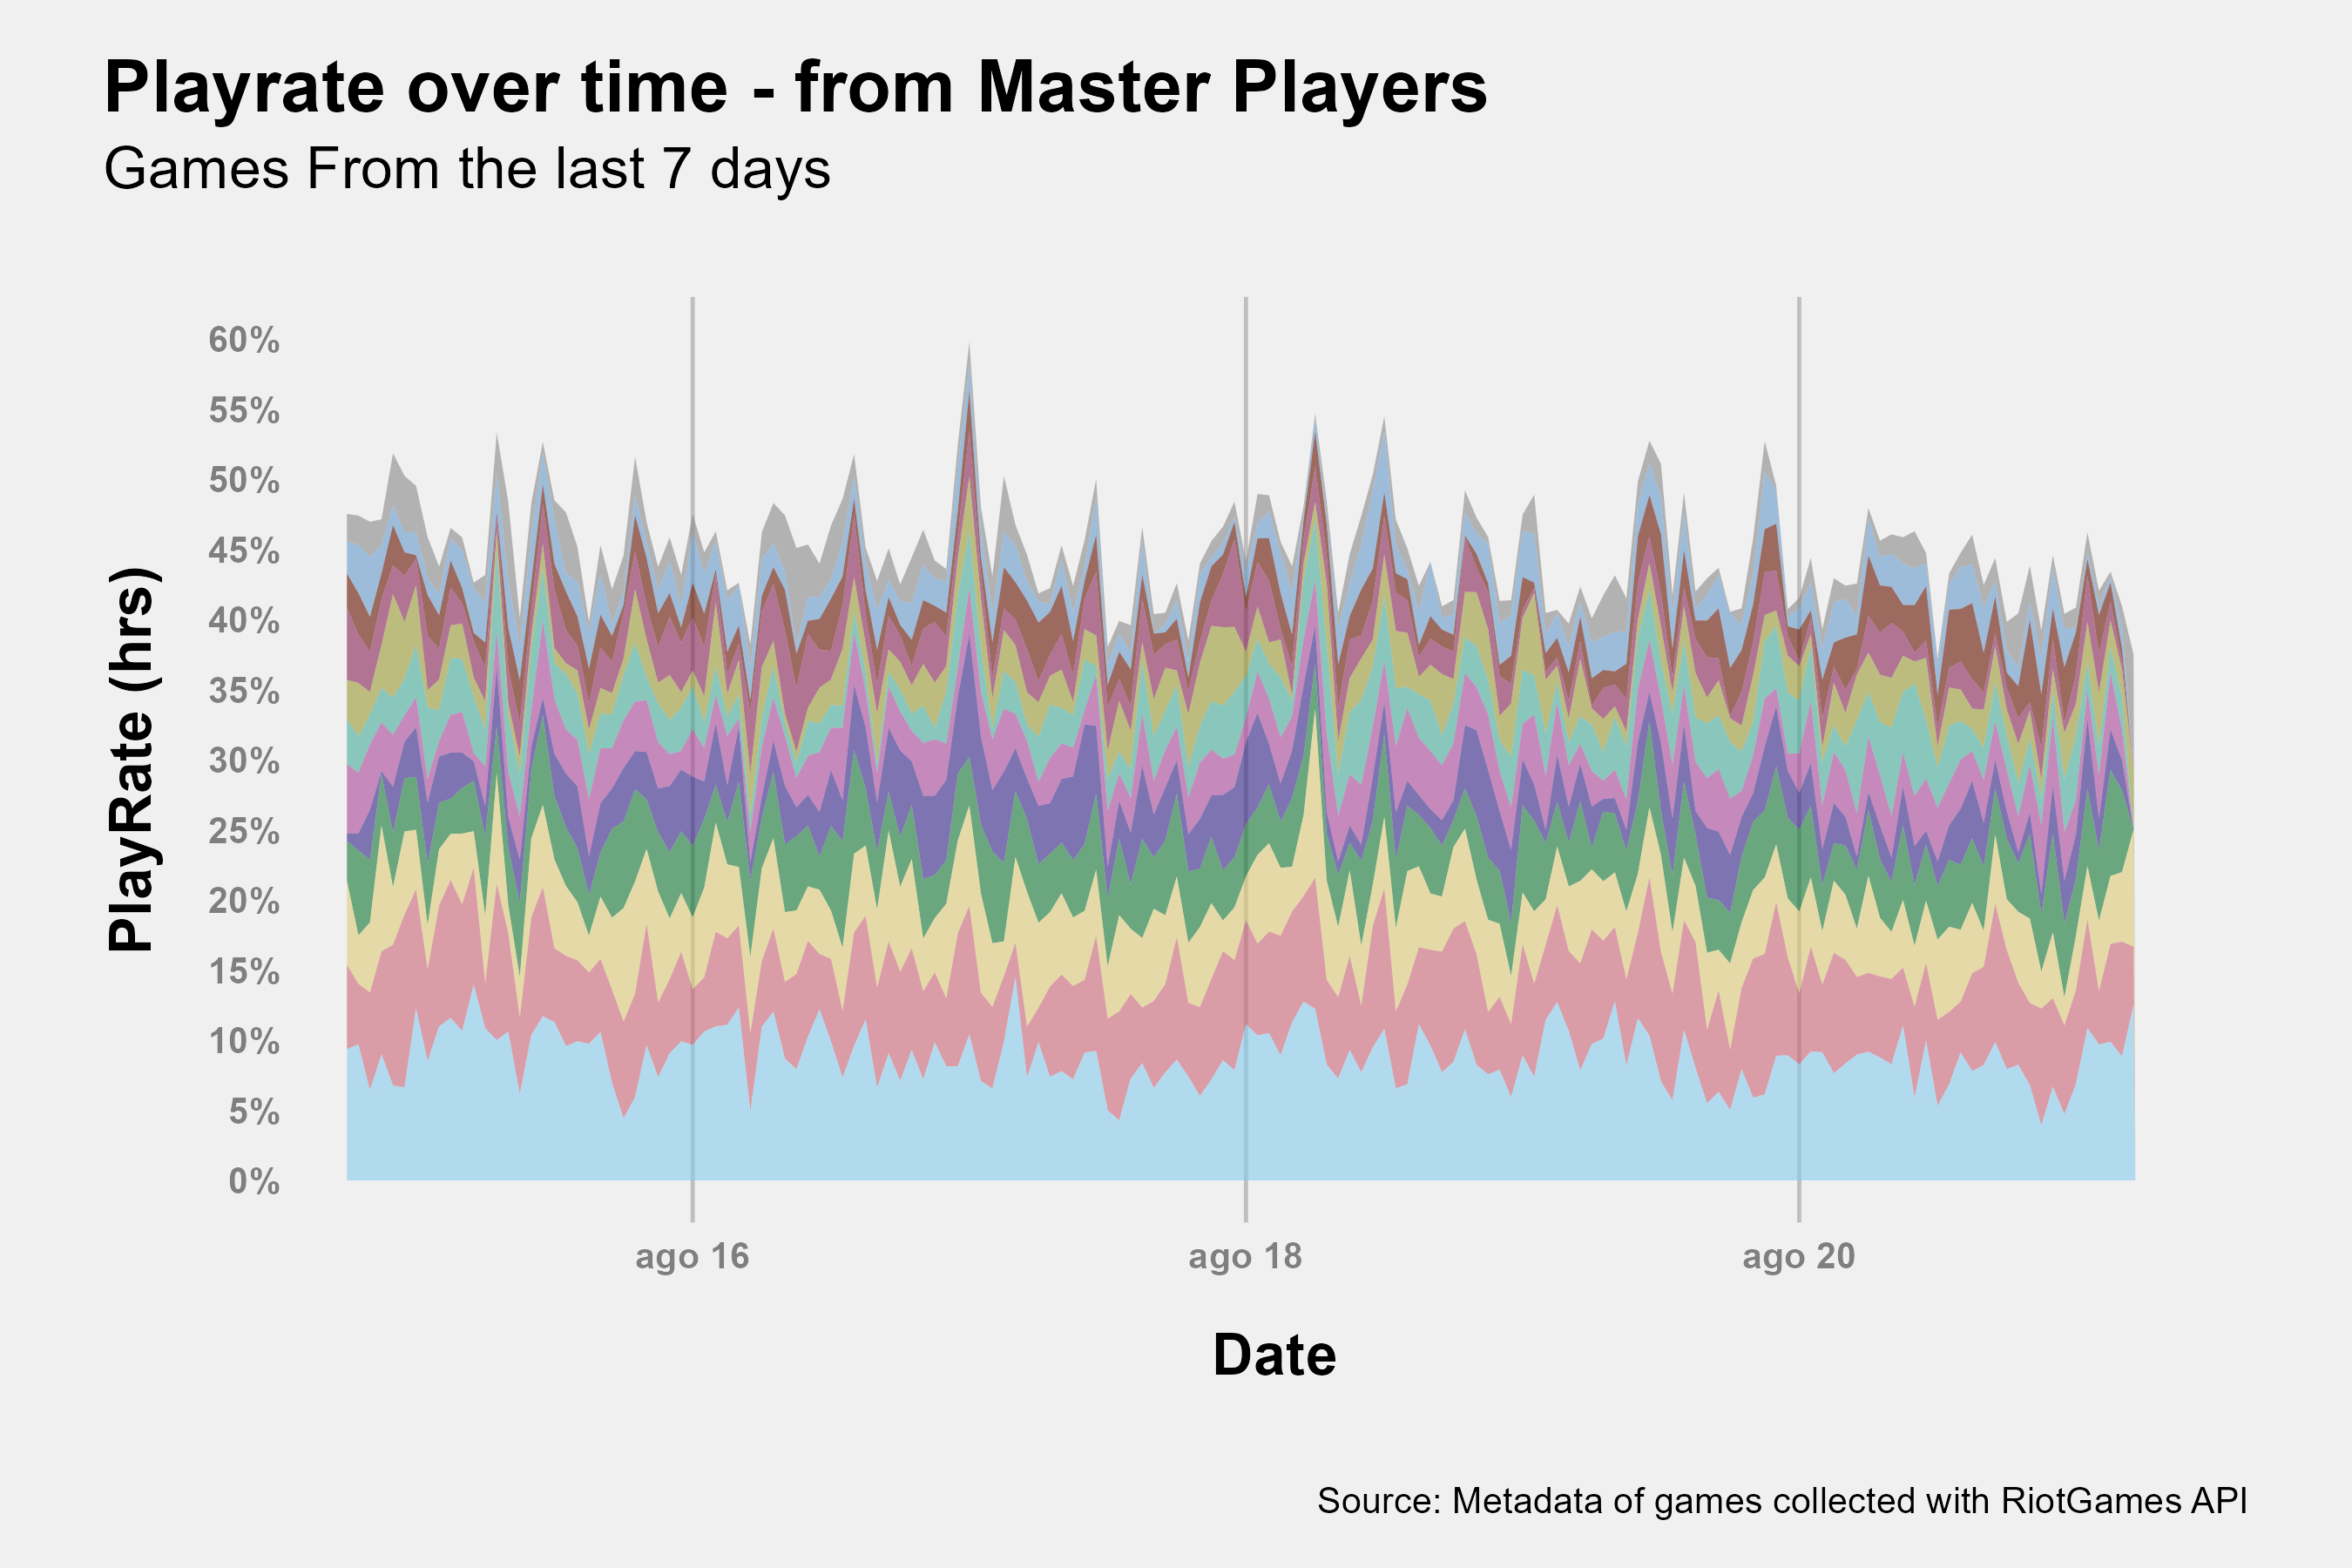 Playrate over time - from Master Players
Games From the last 7 days
PlayRate (hrs)
60%
55%
50%
45%
40%
35%
30%
25%
20%
15%
10%
5%
0%
ago 16
ago 18
ago 20
Date
Source: Metadata of games collected with RiotGames API